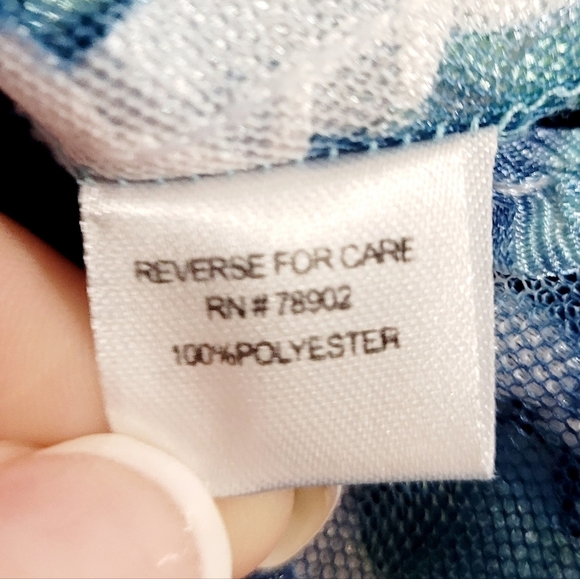 REVERSE FOR CARE
RN # 78902
100%POLYESTER